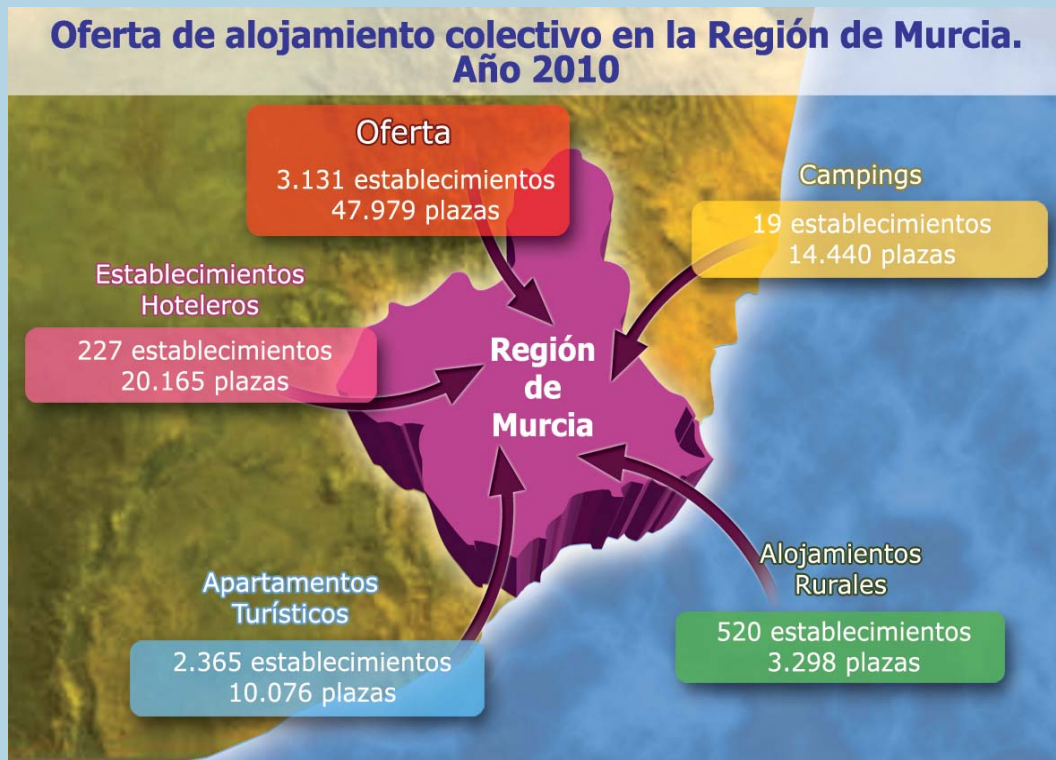 Oferta de alojamiento colectivo en la Región de Murcia.
Año 2010
Oferta
3.131 establecimientos
47.979 plazas
Campings
19 establecimientos
14.440 plazas
Establecimientos
Hoteleros
227 establecimientos
20.165 plazas
Región
de
Murcia
Apartamentos
Turísticos
2.365 establecimientos
10.076 plazas
Alojamientos
Rurales
520 establecimientos
3.298 plazas